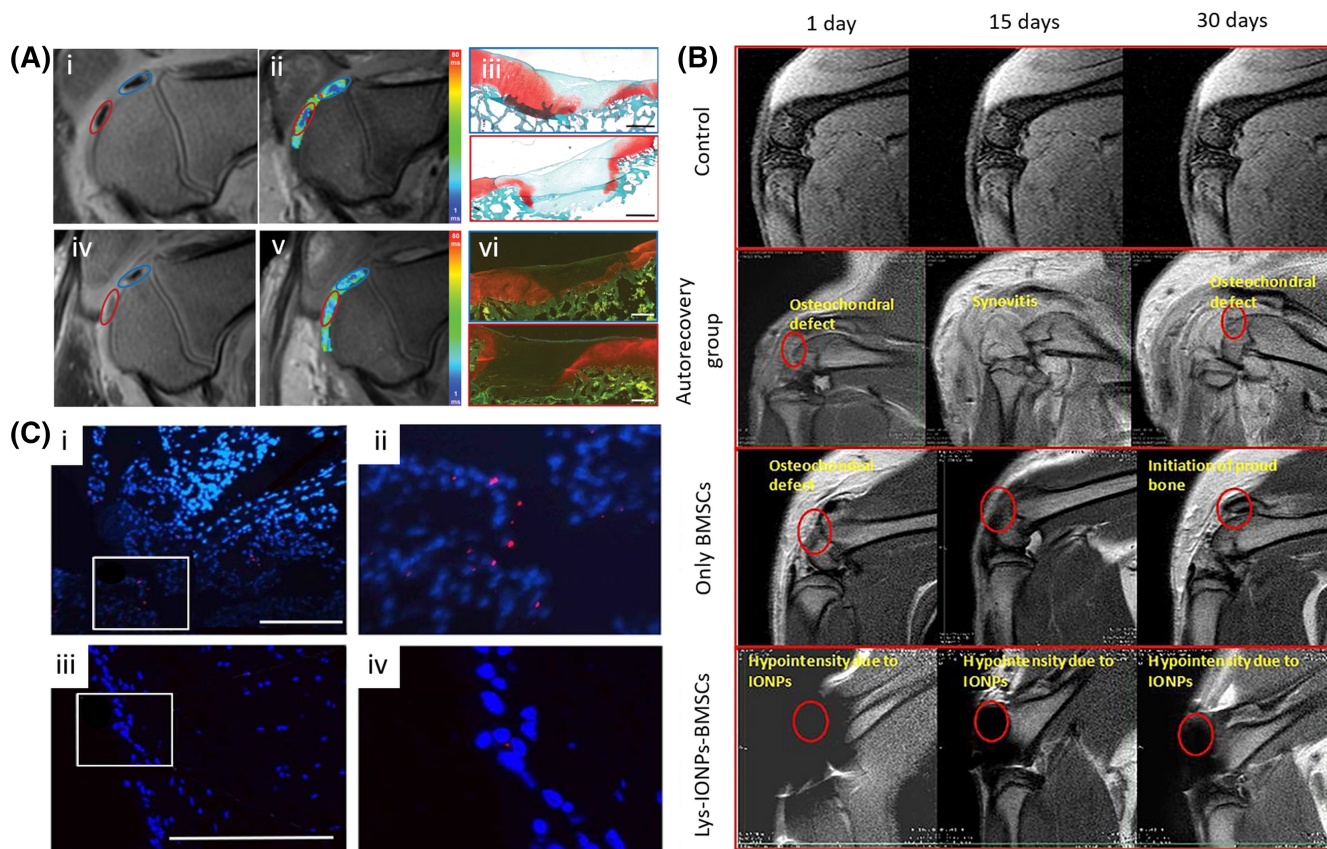 (A)
i
ii
iii
iv
v
vi
80
ms
1
ms
80
ms
1
ms
(B)
1 day
15 days
30 days
Control
Autorecovery
group
Osteochondral
defect
Synovitis
Osteochondral
defect
Only BMSCs
Osteochondral
defect
Initiation of proud
bone
Lys-IONPs-BMSCs
Hypointensity due to
IONPs
Hypointensity due to
IONPs
Hypointensity due to
IONPs
(C)
i
ii
iii
iv